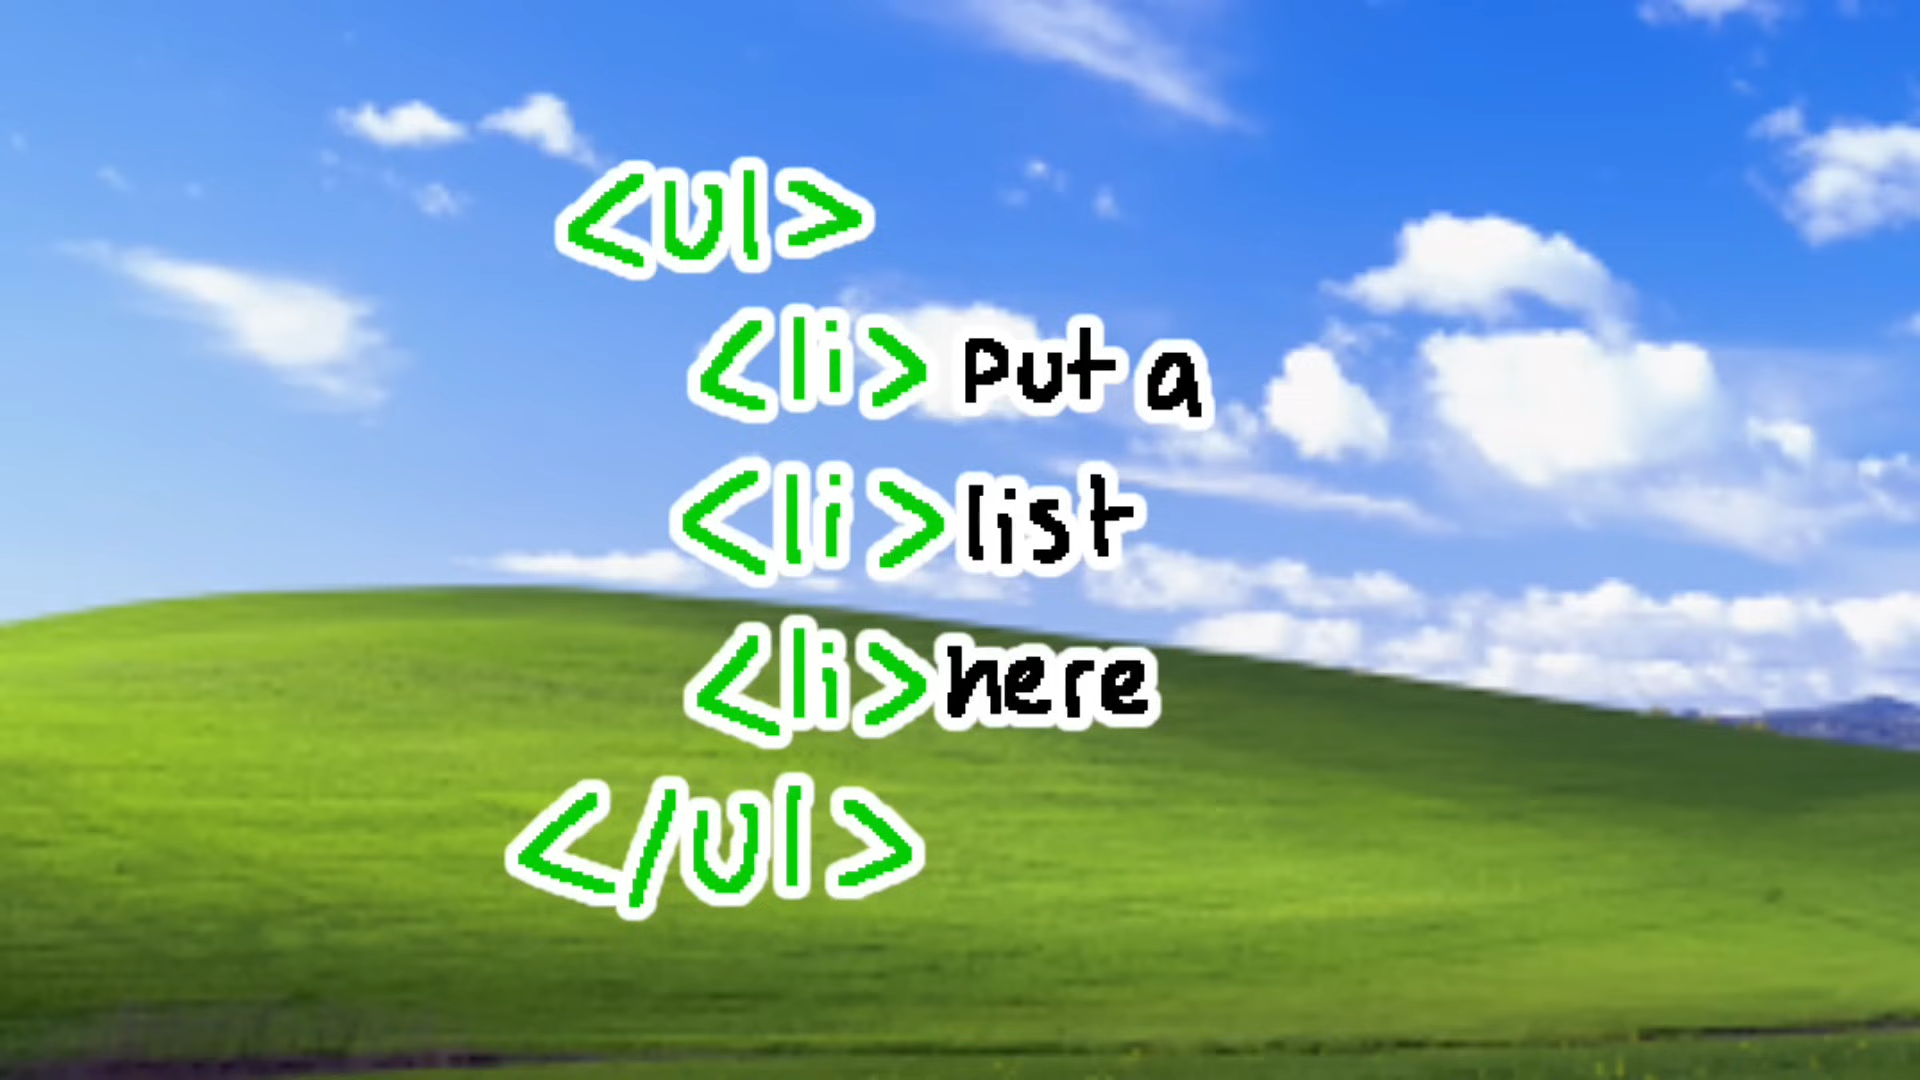 <ul>
<li> put a
<li> list
<li> here
</ul>